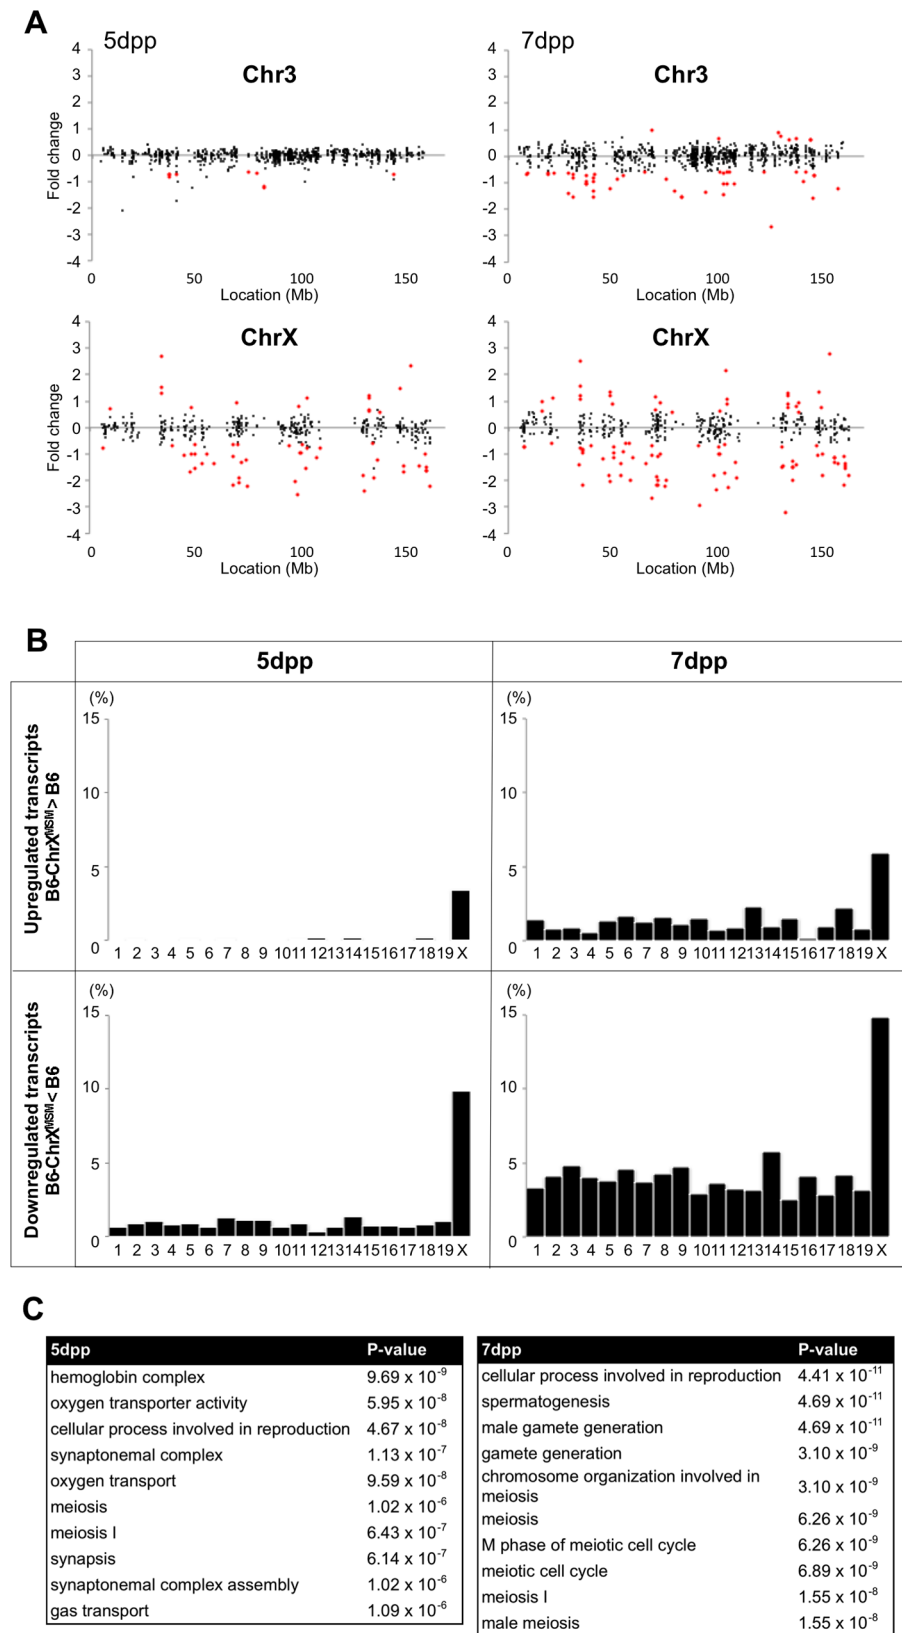 A
5dpp
7dpp
Chr3
Chr3
4
3
2
1
0
-1
-2
-3
-4
Fold change
0 50 100 150
Location (Mb)
4
3
2
1
0
-1
-2
-3
-4
0 50 100 150
Location (Mb)
ChrX
ChrX
4
3
2
1
0
-1
-2
-3
-4
Fold change
0 50 100 150
Location (Mb)
4
3
2
1
0
-1
-2
-3
-4
0 50 100 150
Location (Mb)
B
5dpp
7dpp
Upregulated transcripts
B6-ChrX^MSM > B6
(%)
15
10
5
0
1 2 3 4 5 6 7 8 9 10 11 12 13 14 15 16 17 18 19 X
(%)
15
10
5
0
1 2 3 4 5 6 7 8 9 10 11 12 13 14 15 16 17 18 19 X
Downregulated transcripts
B6-ChrX^MSM < B6
(%)
15
10
5
0
1 2 3 4 5 6 7 8 9 10 11 12 13 14 15 16 17 18 19 X
(%)
15
10
5
0
1 2 3 4 5 6 7 8 9 10 11 12 13 14 15 16 17 18 19 X
C
5dpp P-value
hemoglobin complex 9.69 x 10^-9
oxygen transporter activity 5.95 x 10^-8
cellular process involved in reproduction 4.67 x 10^-8
synaptonemal complex 1.13 x 10^-7
oxygen transport 9.59 x 10^-8
meiosis 1.02 x 10^-6
meiosis I 6.43 x 10^-7
synapsis 6.14 x 10^-7
synaptonemal complex assembly 1.02 x 10^-6
gas transport 1.09 x 10^-6
7dpp P-value
cellular process involved in reproduction 4.41 x 10^-11
spermatogenesis 4.69 x 10^-11
male gamete generation 4.69 x 10^-11
gamete generation 3.10 x 10^-9
chromosome organization involved in
meiosis 3.10 x 10^-9
meiosis 6.26 x 10^-9
M phase of meiotic cell cycle 6.26 x 10^-9
meiotic cell cycle 6.89 x 10^-9
meiosis I 1.55 x 10^-8
male meiosis 1.55 x 10^-8